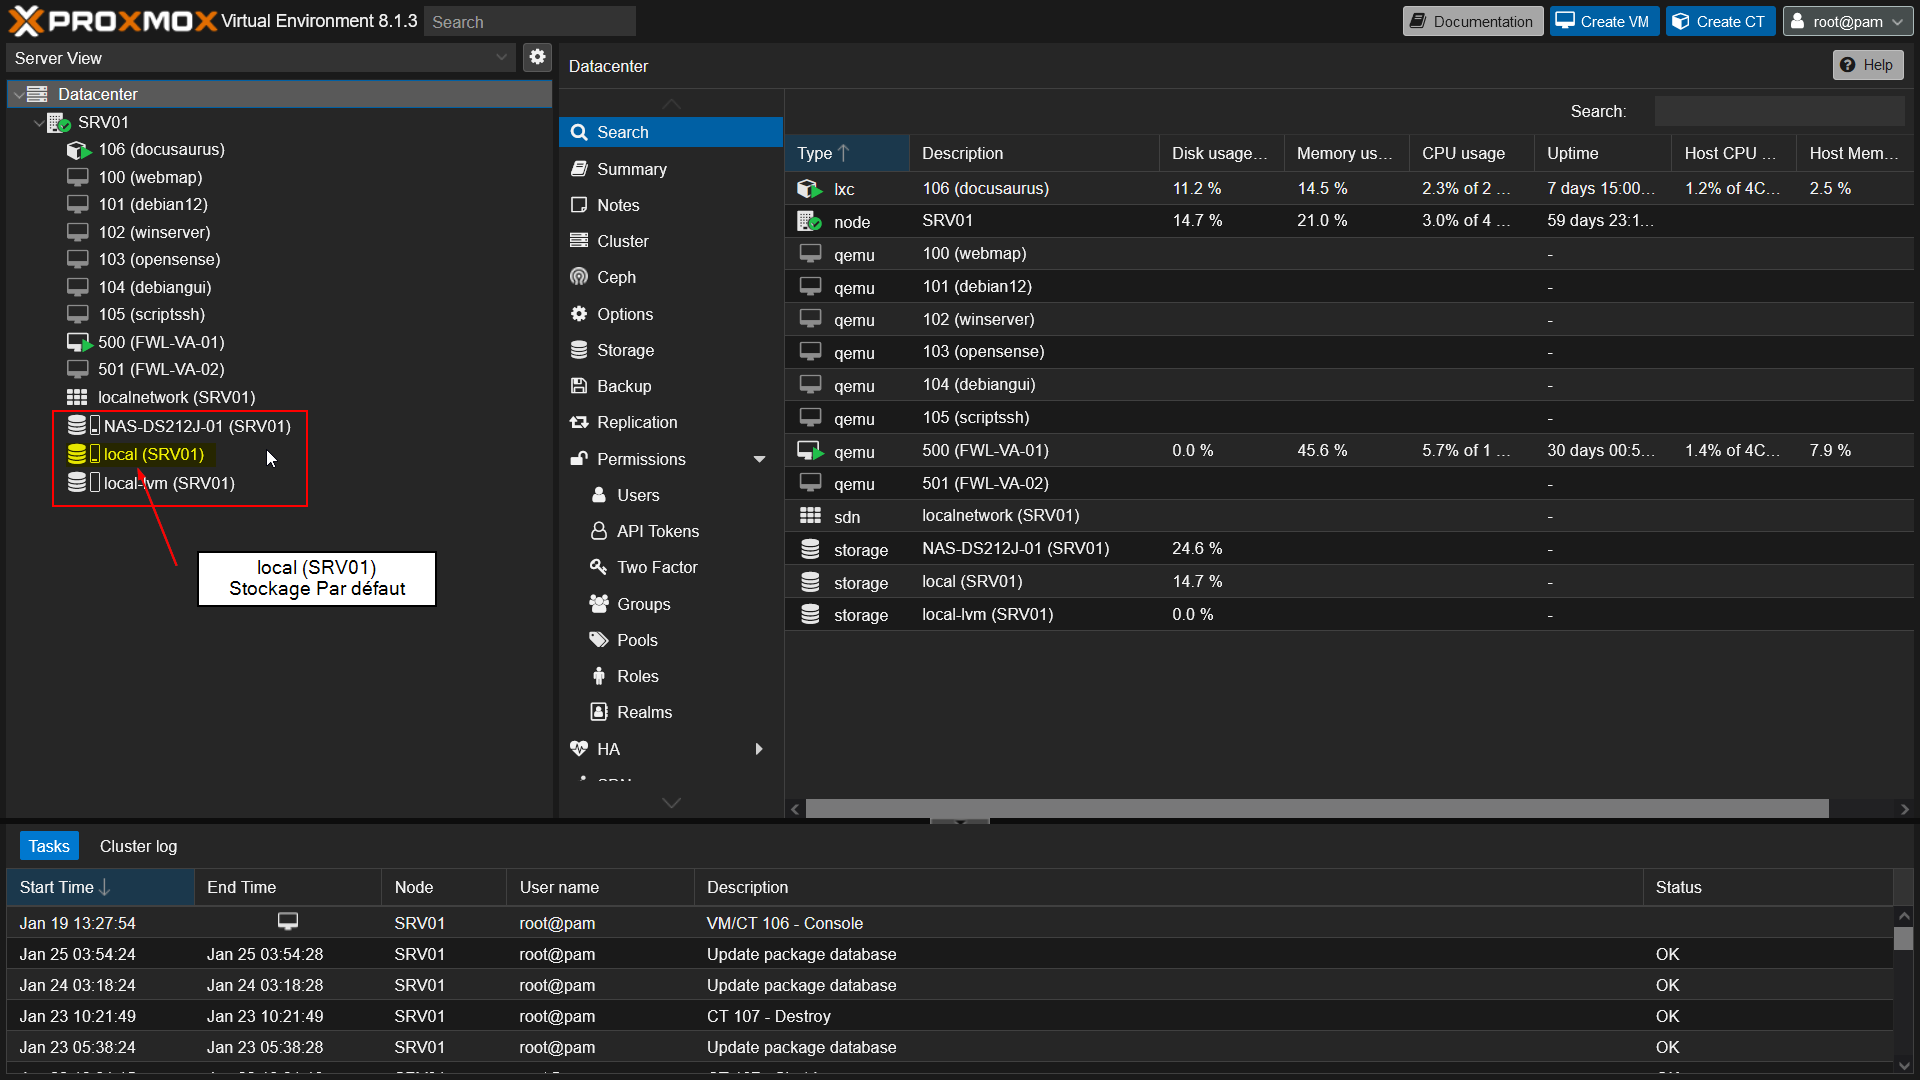 PROXMOX Virtual Environment 8.1.3 Search Documentation Create VM Create CT root@pam
Server View
Datacenter
SRV01
106 (docusaurus)
100 (webmap)
101 (debian12)
102 (winserver)
103 (opensense)
104 (debiangui)
105 (scriptssh)
500 (FWL-VA-01)
501 (FWL-VA-02)
localnetwork (SRV01)
NAS-DS212J-01 (SRV01)
local (SRV01)
local-lvm (SRV01)
local (SRV01)
Stockage Par défaut
Datacenter Help
Search
Summary
Notes
Cluster
Ceph
Options
Storage
Backup
Replication
Permissions
Users
API Tokens
Two Factor
Groups
Pools
Roles
Realms
HA
Search:
Type Description Disk usage... Memory us... CPU usage Uptime Host CPU ... Host Mem...
lxc 106 (docusaurus) 11.2 % 14.5 % 2.3% of 2 ... 7 days 15:00... 1.2% of 4C... 2.5 %
node SRV01 14.7 % 21.0 % 3.0% of 4 ... 59 days 23:1...
qemu 100 (webmap) -
qemu 101 (debian12) -
qemu 102 (winserver) -
qemu 103 (opensense) -
qemu 104 (debiangui) -
qemu 105 (scriptssh) -
qemu 500 (FWL-VA-01) 0.0 % 45.6 % 5.7% of 1 ... 30 days 00:5... 1.4% of 4C... 7.9 %
qemu 501 (FWL-VA-02) -
sdn localnetwork (SRV01) -
storage NAS-DS212J-01 (SRV01) 24.6 % -
storage local (SRV01) 14.7 % -
storage local-lvm (SRV01) 0.0 % -
Tasks Cluster log
Start Time End Time Node User name Description Status
Jan 19 13:27:54 SRV01 root@pam VM/CT 106 - Console
Jan 25 03:54:24 Jan 25 03:54:28 SRV01 root@pam Update package database OK
Jan 24 03:18:24 Jan 24 03:18:28 SRV01 root@pam Update package database OK
Jan 23 10:21:49 Jan 23 10:21:49 SRV01 root@pam CT 107 - Destroy OK
Jan 23 05:38:24 Jan 23 05:38:28 SRV01 root@pam Update package database OK